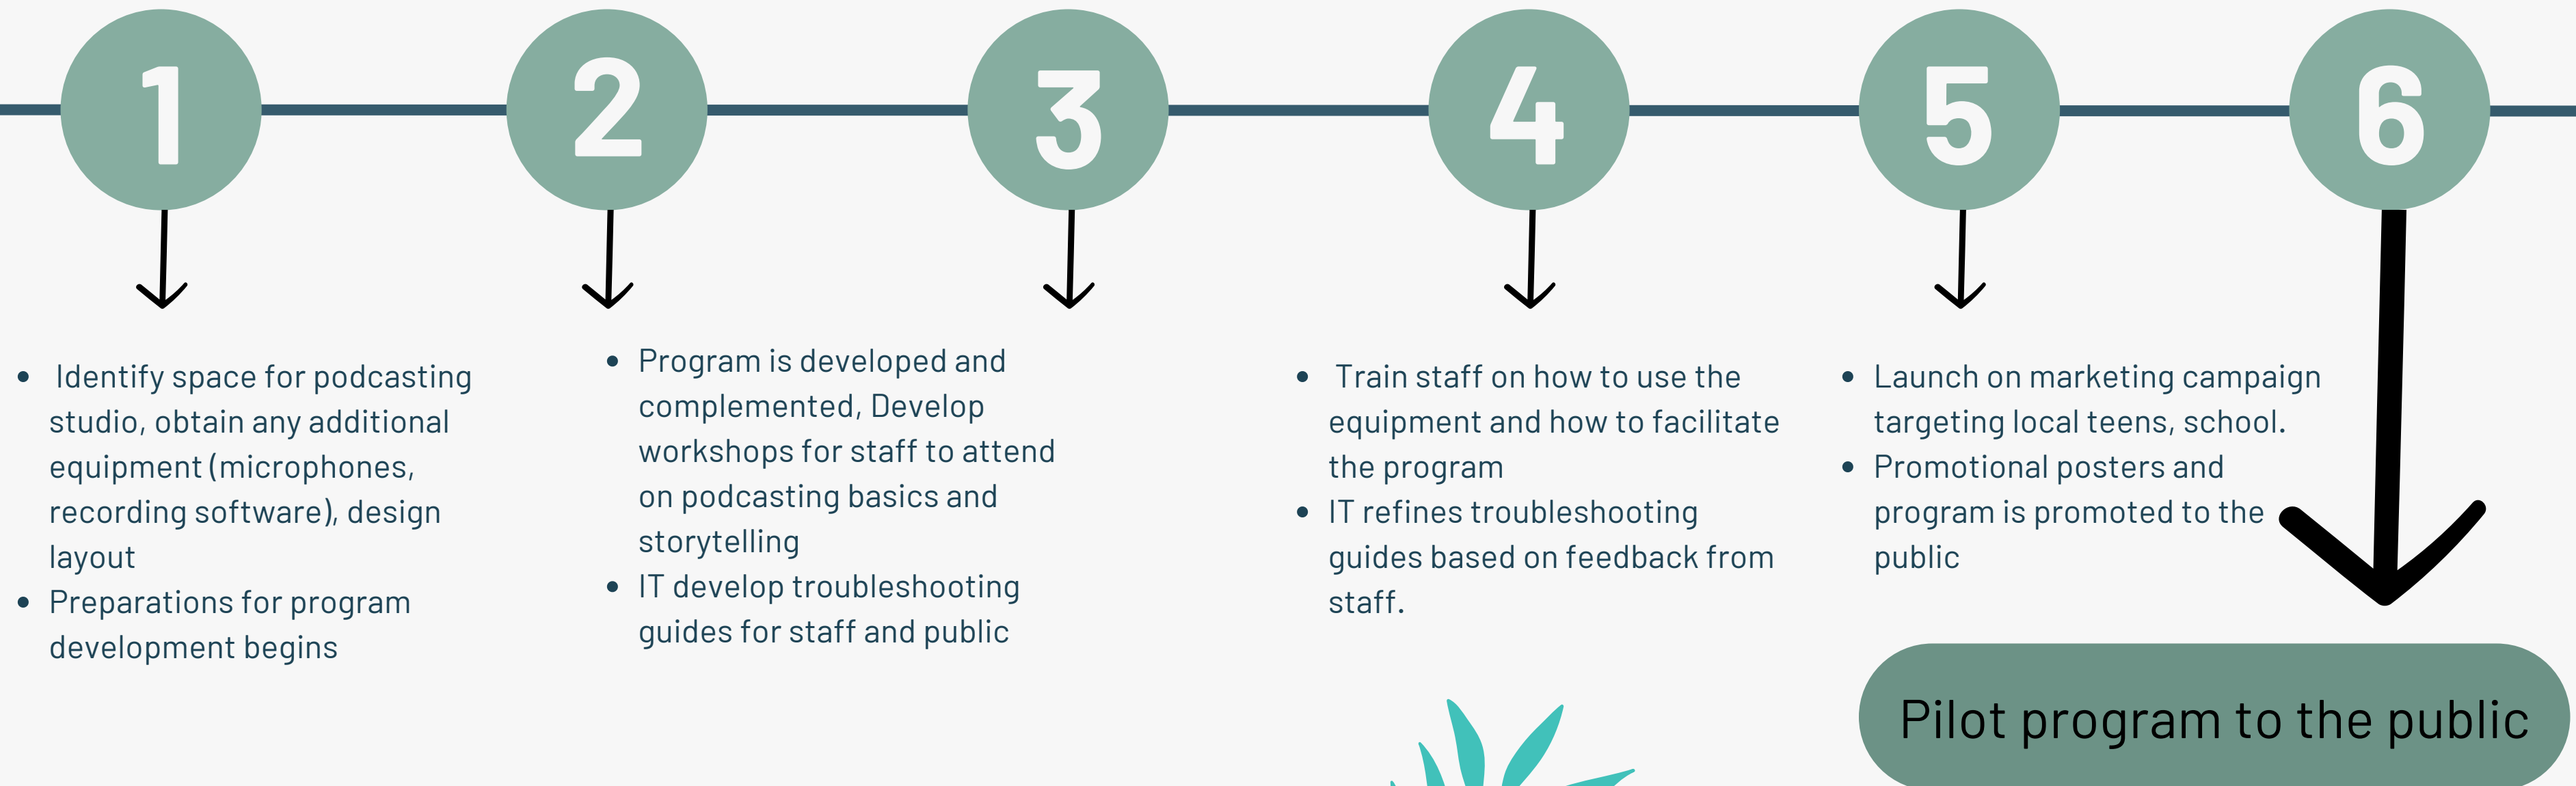 1 2 3 4 5 6
• Identify space for podcasting
studio, obtain any additional
equipment (microphones,
recording software), design
layout
• Preparations for program
development begins
• Program is developed and
complemented, Develop
workshops for staff to attend
on podcasting basics and
storytelling
• IT develop troubleshooting
guides for staff and public
• Train staff on how to use the
equipment and how to facilitate
the program
• IT refines troubleshooting
guides based on feedback from
staff.
• Launch on marketing campaign
targeting local teens, school.
• Promotional posters and
program is promoted to the
public
Pilot program to the public